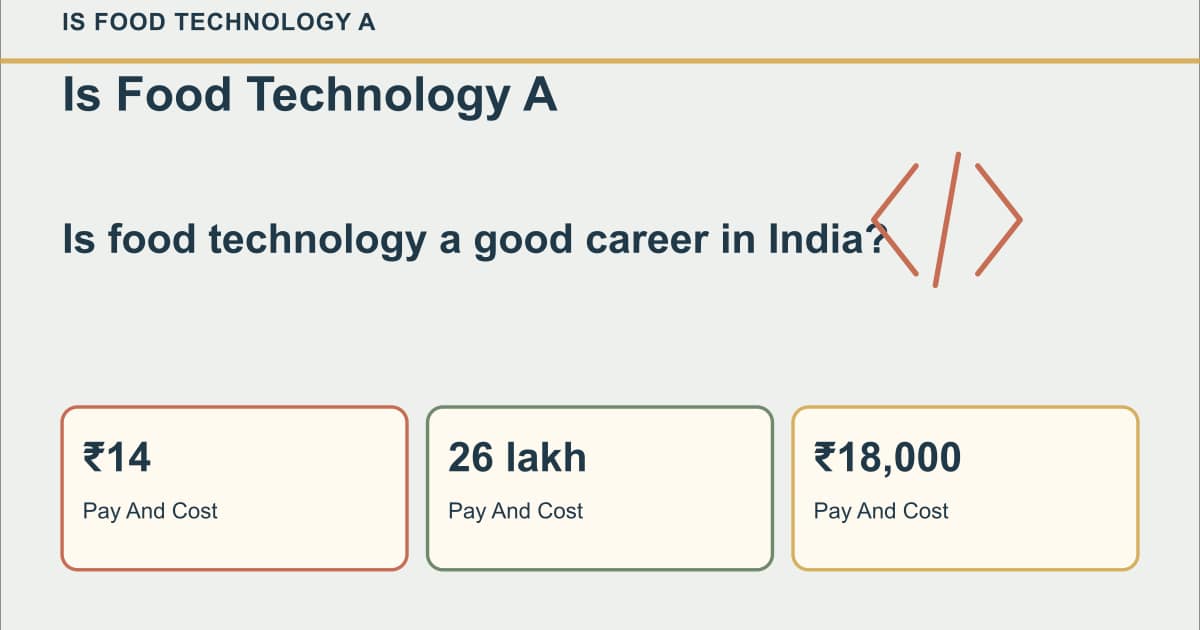 IS FOOD TECHNOLOGY A
Is Food Technology A
Is food technology a good career in India?
₹14
Pay And Cost
26 lakh
Pay And Cost
₹18,000
Pay And Cost